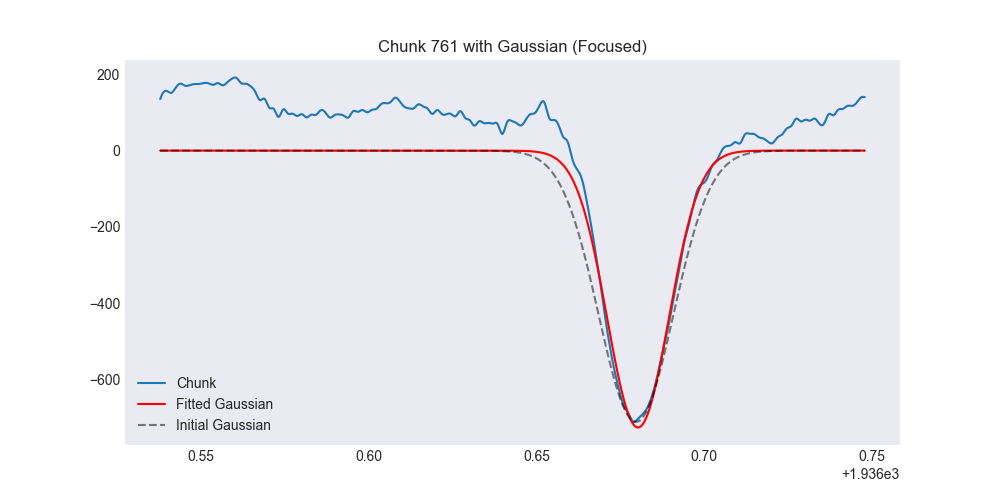 Chunk 761 with Gaussian (Focused)
200
0
−200
−400
−600
Chunk
Fitted Gaussian
Initial Gaussian
0.55 0.60 0.65 0.70 0.75
+1.936e3